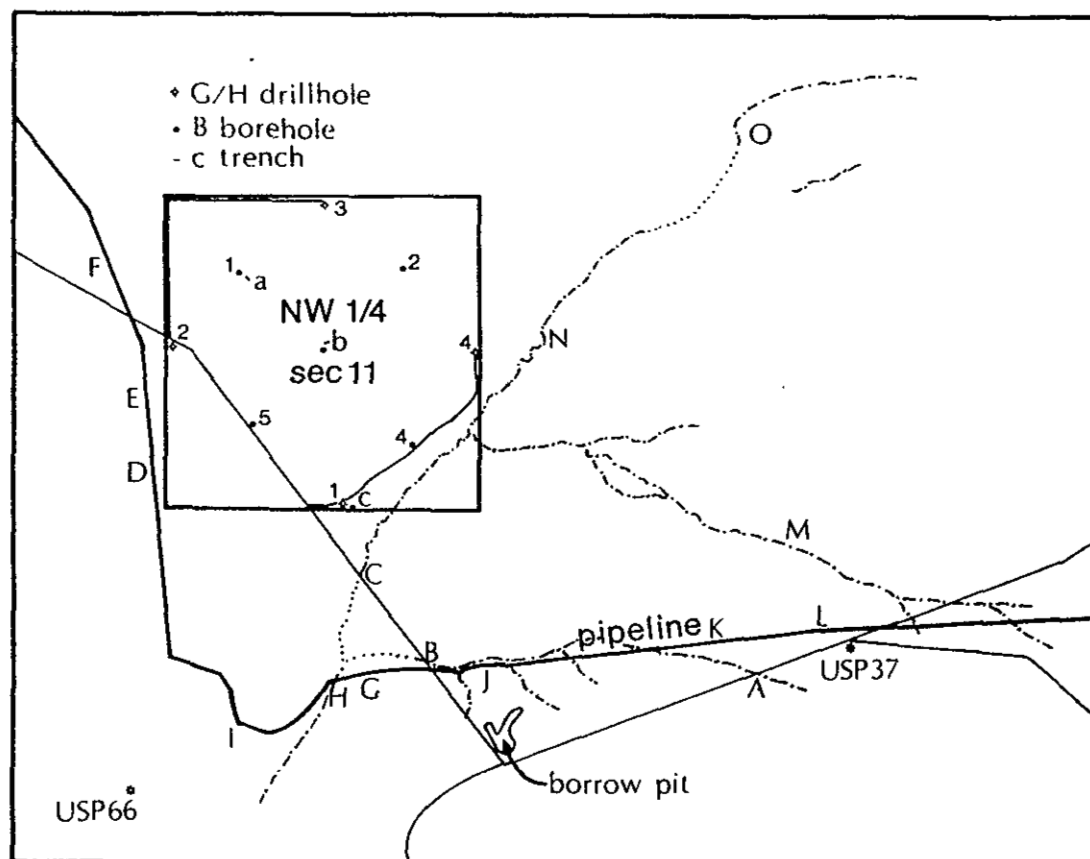 G/H drillhole
B borehole
c trench
O
3
F
1
a
2
NW 1/4
2
b
4
N
sec 11
E
5
4
D
1
c
M
C
pipeline K
L
B
USP37
H
G
J
A
I
borrow pit
USP66